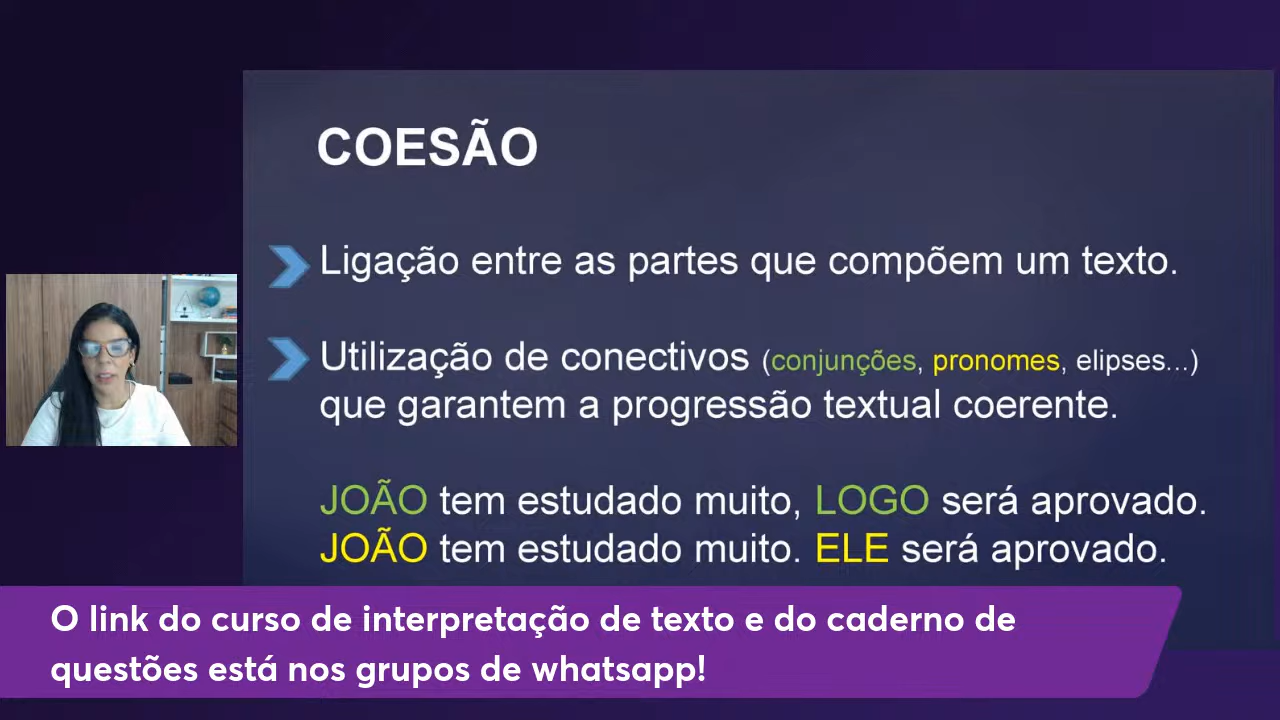 COESÃO
Ligação entre as partes que compõem um texto.
Utilização de conectivos (conjunções, pronomes, elipses...)
que garantem a progressão textual coerente.
JOÃO tem estudado muito, LOGO será aprovado.
JOÃO tem estudado muito. ELE será aprovado.
O link do curso de interpretação de texto e do caderno de
questões está nos grupos de whatsapp!